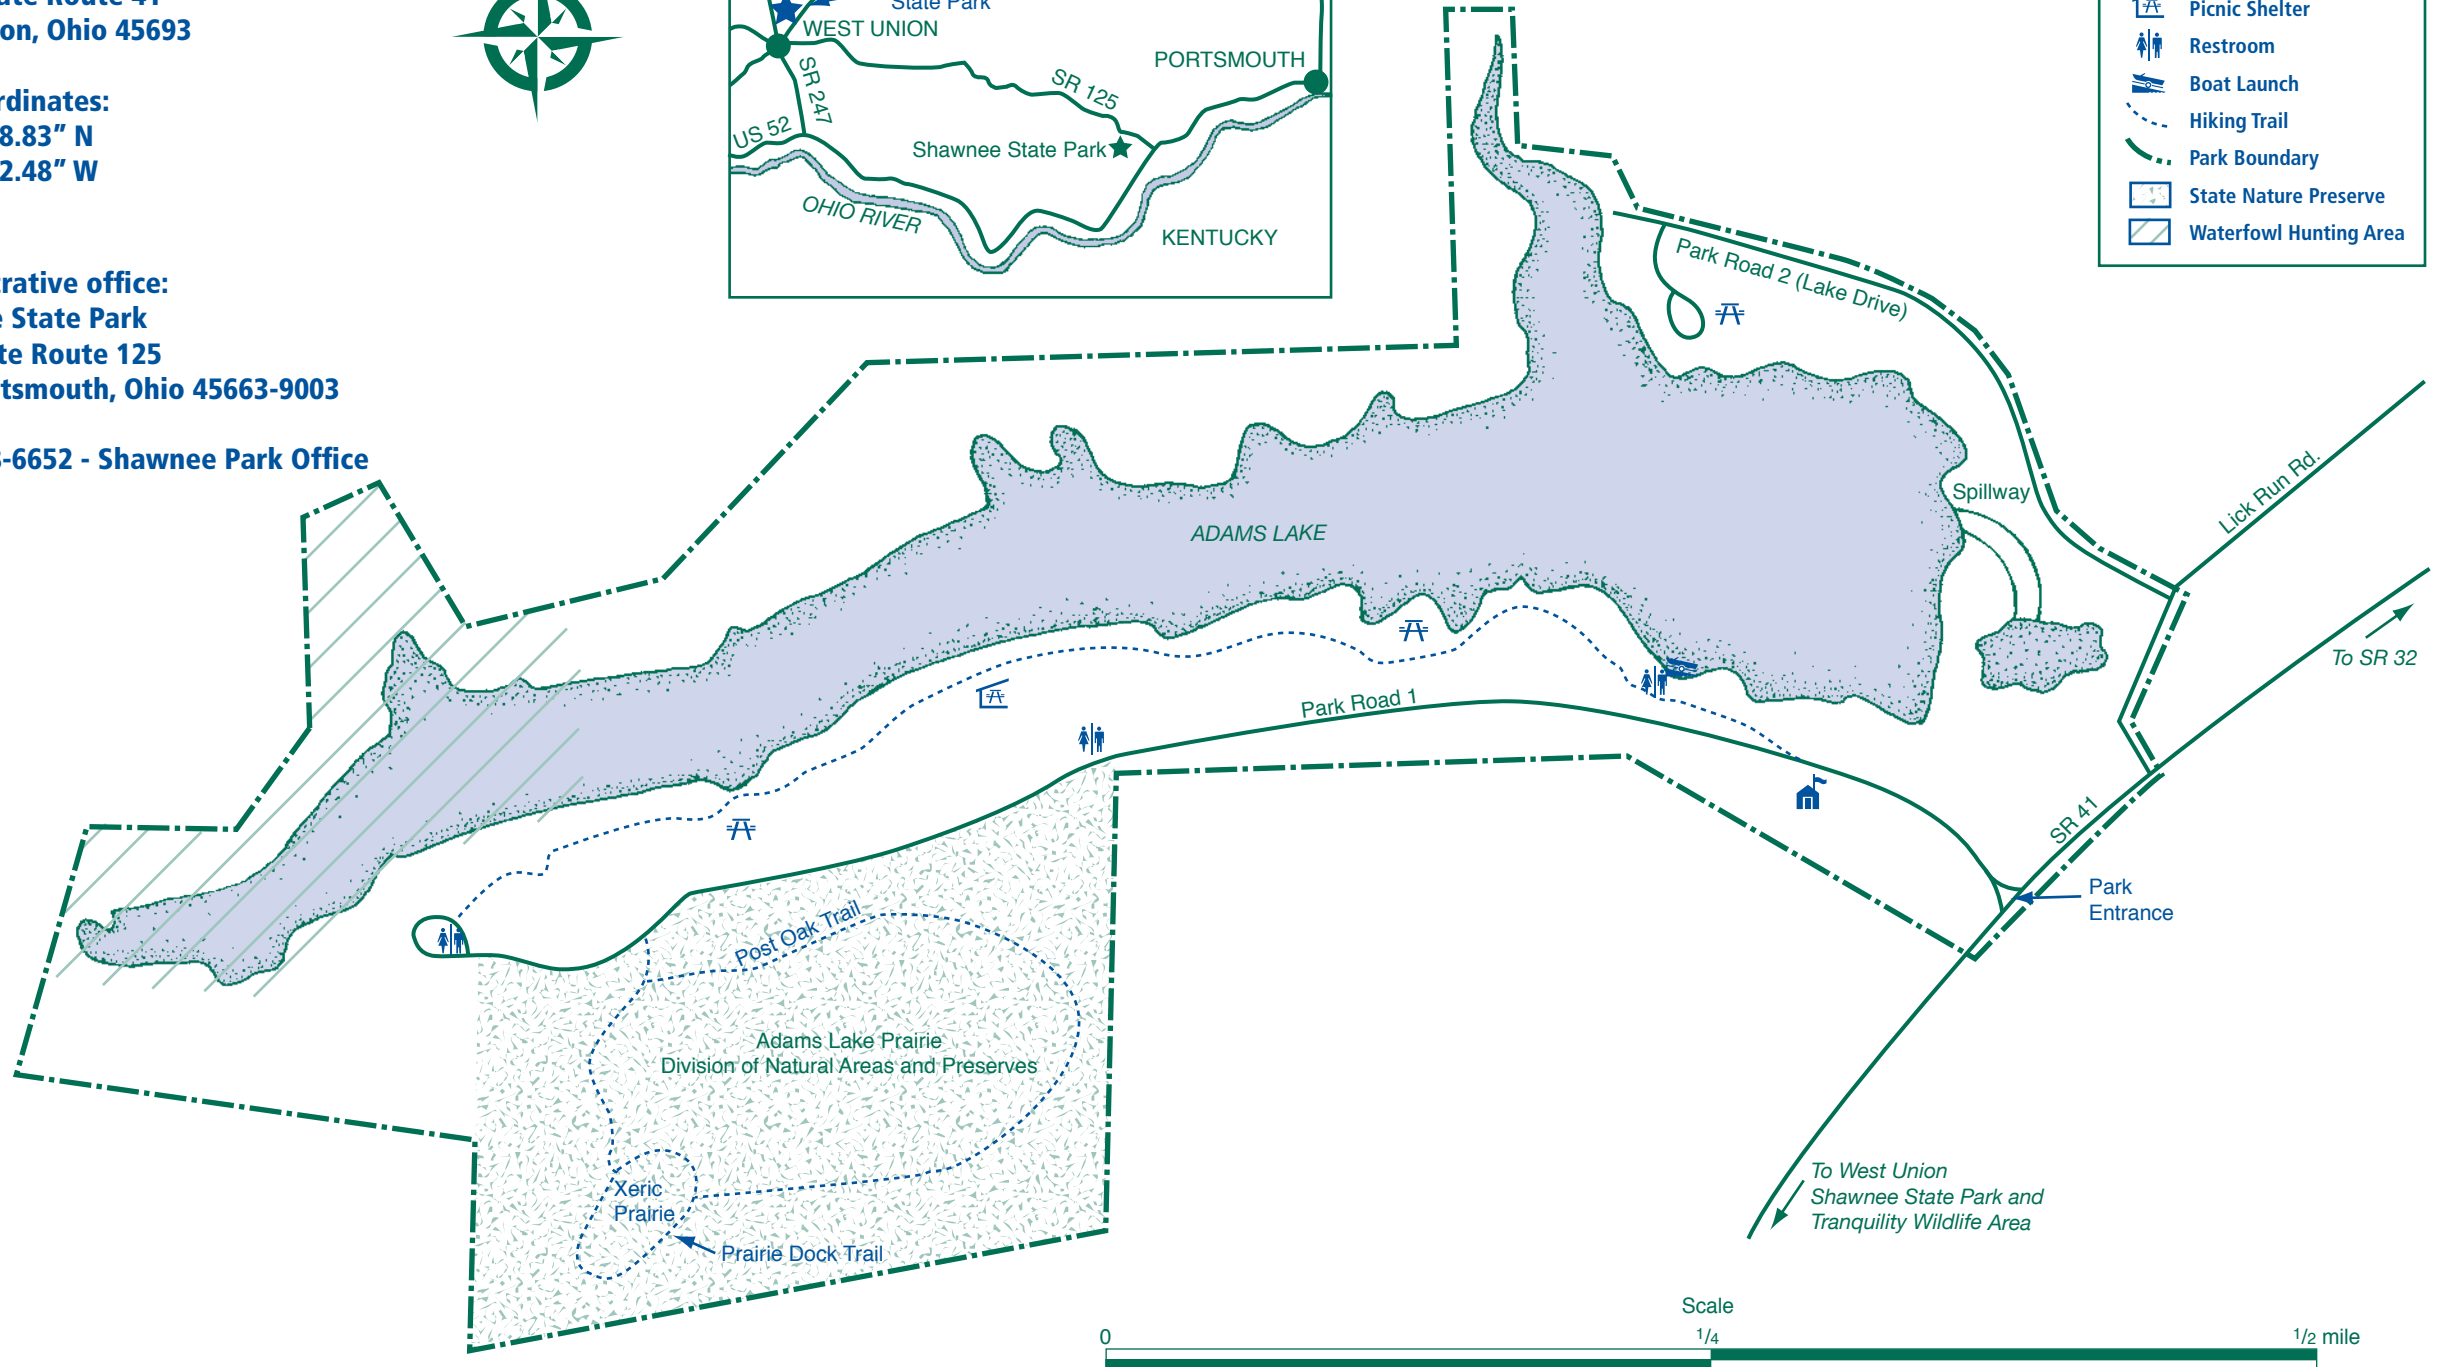 on, Ohio 45693
rdinates:
8.83” N
2.48” W
trative office:
e State Park
te Route 125
tsmouth, Ohio 45663-9003
-6652 - Shawnee Park Office
State Park
WEST UNION
PORTSMOUTH
SR 247
SR 125
US 52
Shawnee State Park
OHIO RIVER
KENTUCKY
Picnic Shelter
Restroom
Boat Launch
Hiking Trail
Park Boundary
State Nature Preserve
Waterfowl Hunting Area
Park Road 2 (Lake Drive)
Lick Run Rd.
Spillway
ADAMS LAKE
To SR 32
Park Road 1
SR 41
Park
Entrance
Post Oak Trail
Adams Lake Prairie
Division of Natural Areas and Preserves
Xeric
Prairie
Prairie Dock Trail
To West Union
Shawnee State Park and
Tranquility Wildlife Area
Scale
0
1/4
1/2 mile